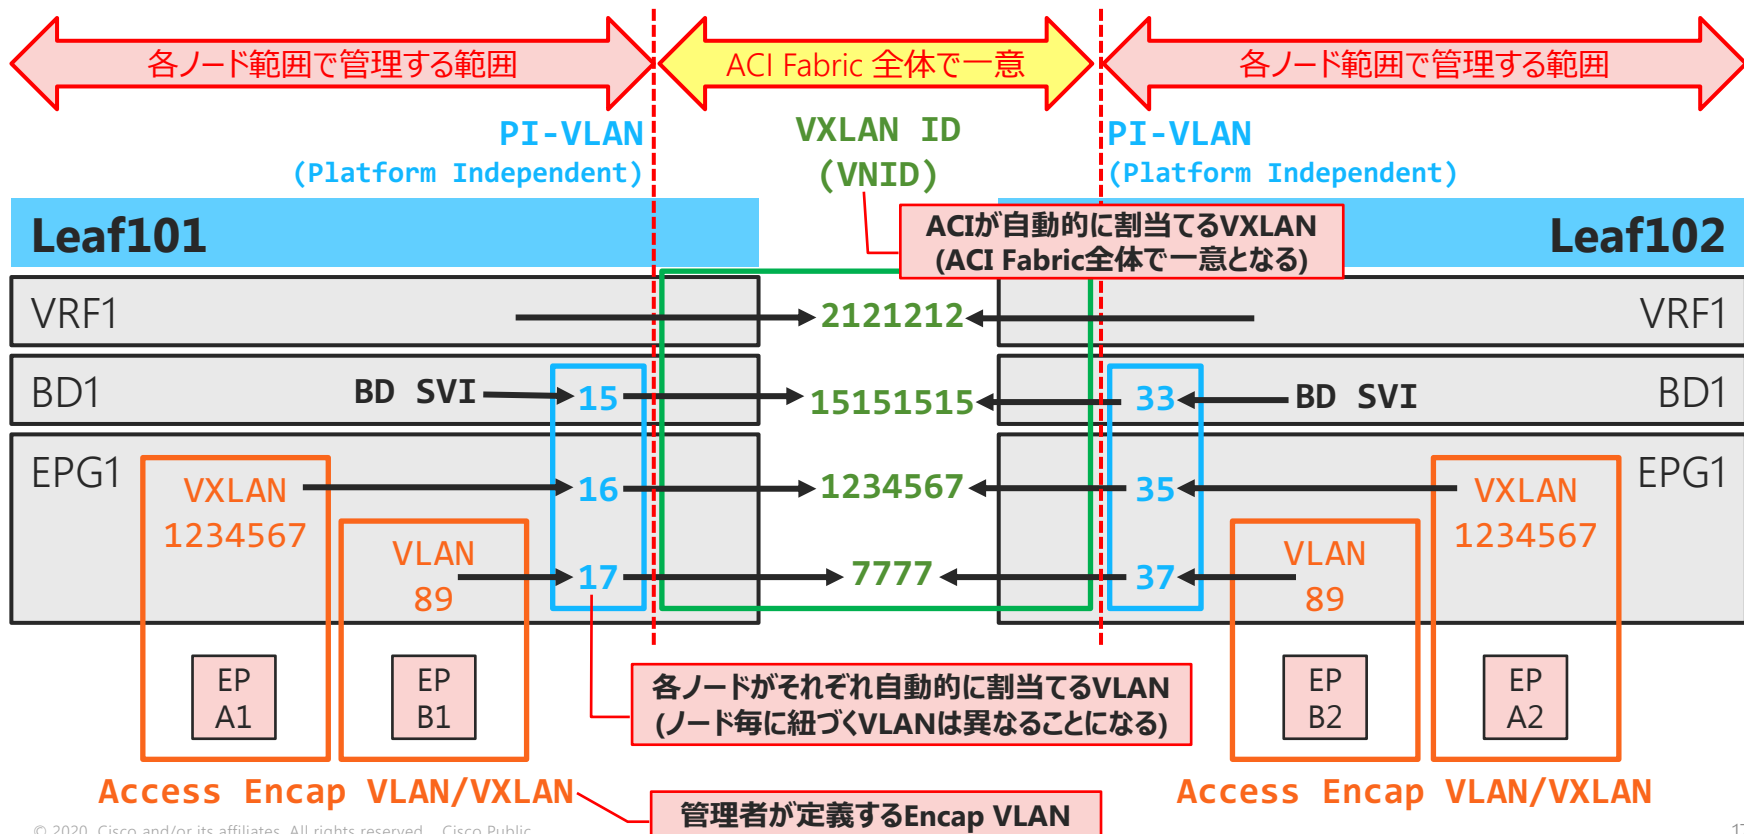 各ノード範囲で管理する範囲
ACI Fabric 全体で一意
各ノード範囲で管理する範囲
PI-VLAN
(Platform Independent)
VXLAN ID
(VNID)
PI-VLAN
(Platform Independent)
Leaf101
ACIが自動的に割当てるVXLAN
(ACI Fabric全体で一意となる)
Leaf102
VRF1
2121212
VRF1
BD1
BD SVI
15
15151515
33
BD SVI
BD1
EPG1
VXLAN
1234567
16
1234567
35
VXLAN
1234567
EPG1
VLAN
89
17
7777
37
VLAN
89
EP
A1
EP
B1
各ノードがそれぞれ自動的に割当てるVLAN
(ノード毎に紐づくVLANは異なることになる)
EP
B2
EP
A2
Access Encap VLAN/VXLAN
管理者が定義するEncap VLAN
Access Encap VLAN/VXLAN
© 2020 Cisco and/or its affiliates. All rights reserved. Cisco Public